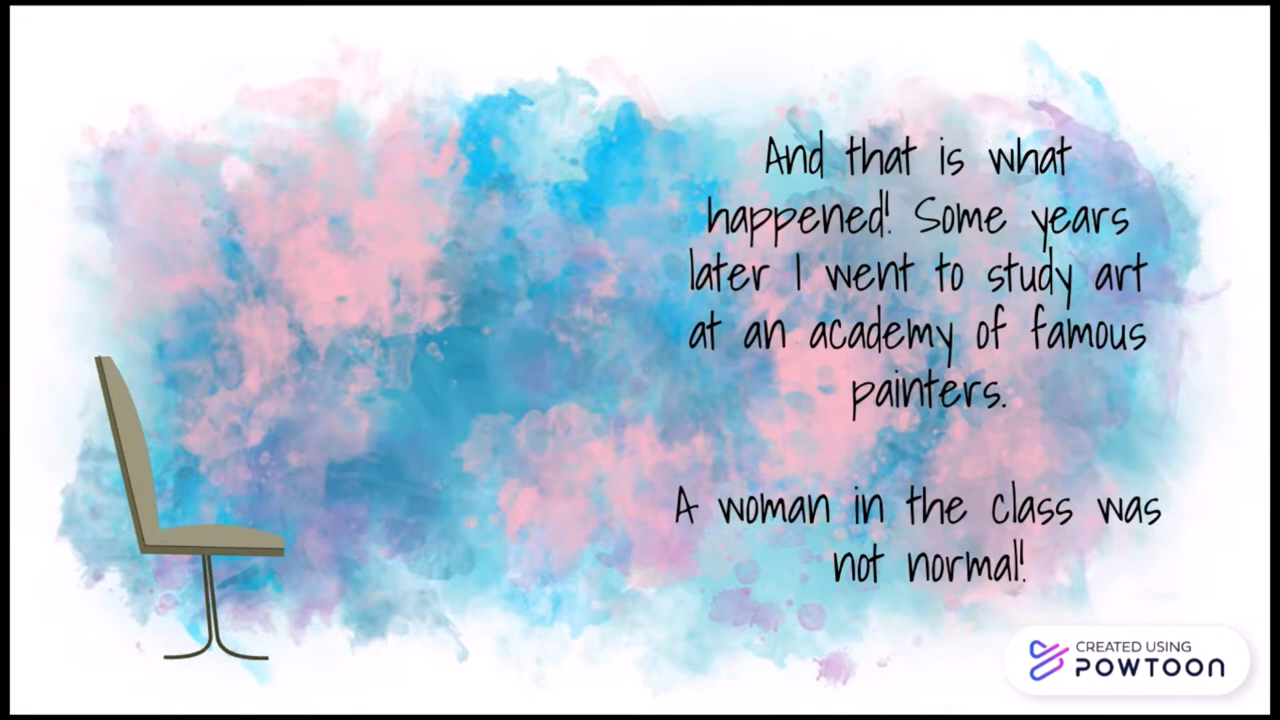 And that is what
happened! Some years
later I went to study art
at an academy of famous
painters.
A woman in the class was
not normal!
CREATED USING
POWTOON